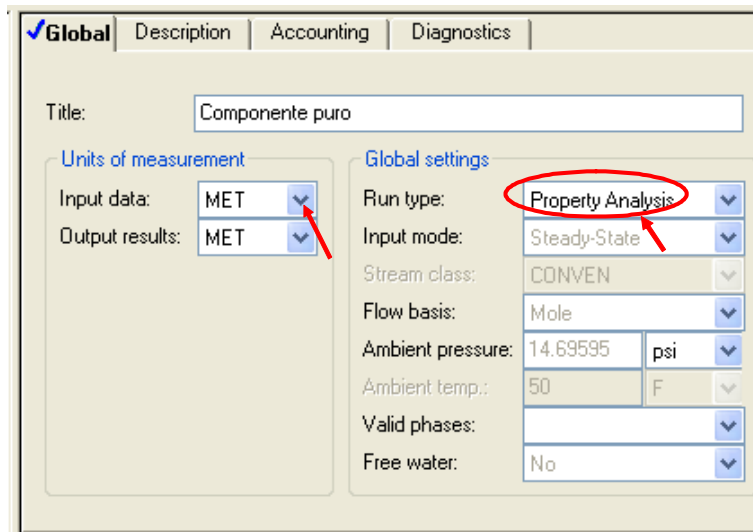 Global Description Accounting Diagnostics
Title: Componente puro
Units of measurement
Input data: MET
Output results: MET
Global settings
Run type: Property Analysis
Input mode: Steady-State
Stream class: CONVEN
Flow basis: Mole
Ambient pressure: 14.69595 psi
Ambient temp.: 50 F
Valid phases:
Free water: No